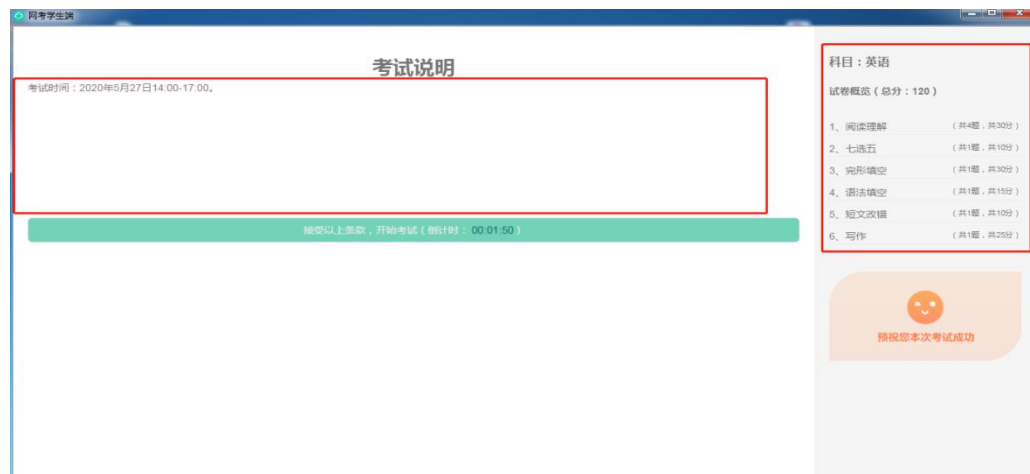 网考学生端
考试说明
考试时间：2020年5月27日14:00-17:00。
接受以上条款，开始考试（倒计时：00:01:50）
科目：英语
试卷概览（总分：120）
1、阅读理解（共4题，共30分）
2、七选五（共1题，共10分）
3、完形填空（共1题，共30分）
4、语法填空（共1题，共15分）
5、短文改错（共1题，共10分）
6、写作（共1题，共25分）
预祝您本次考试成功